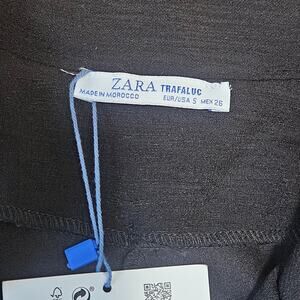 ZARA TRAFALUC
MADE IN MOROCCO EUR/USA S MEX 26